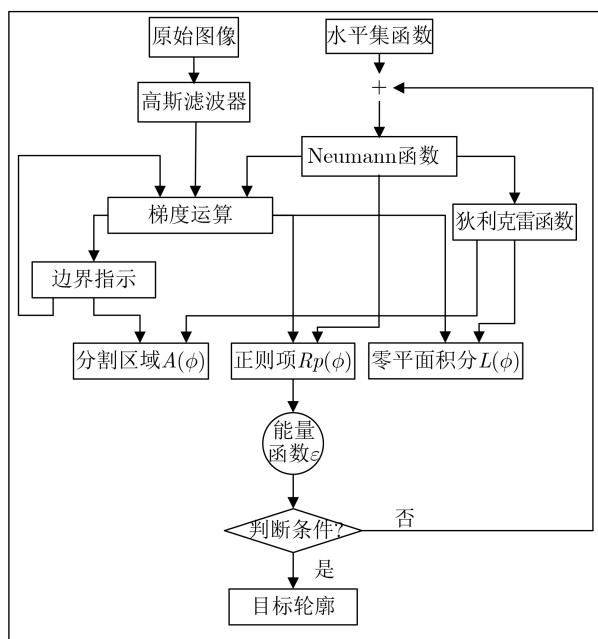 原始图像
水平集函数
高斯滤波器
+
Neumann函数
梯度运算
狄利克雷函数
边界指示
分割区域A(ϕ)
正则项Rp(ϕ)
零平面积分L(ϕ)
能量
函数ε
判断条件?
否
是
目标轮廓